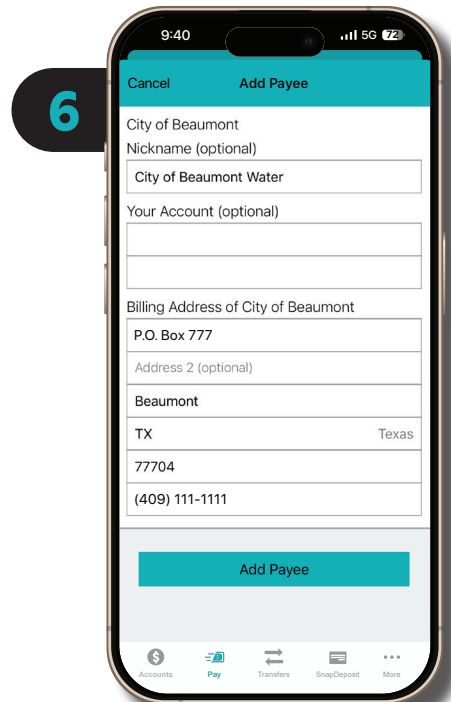 6
9:40 5G 72
Cancel Add Payee
City of Beaumont
Nickname (optional)
City of Beaumont Water
Your Account (optional)
Billing Address of City of Beaumont
P.O. Box 777
Address 2 (optional)
Beaumont
TX Texas
77704
(409) 111-1111
Add Payee
$
Accounts Pay Transfers SnapDeposit More